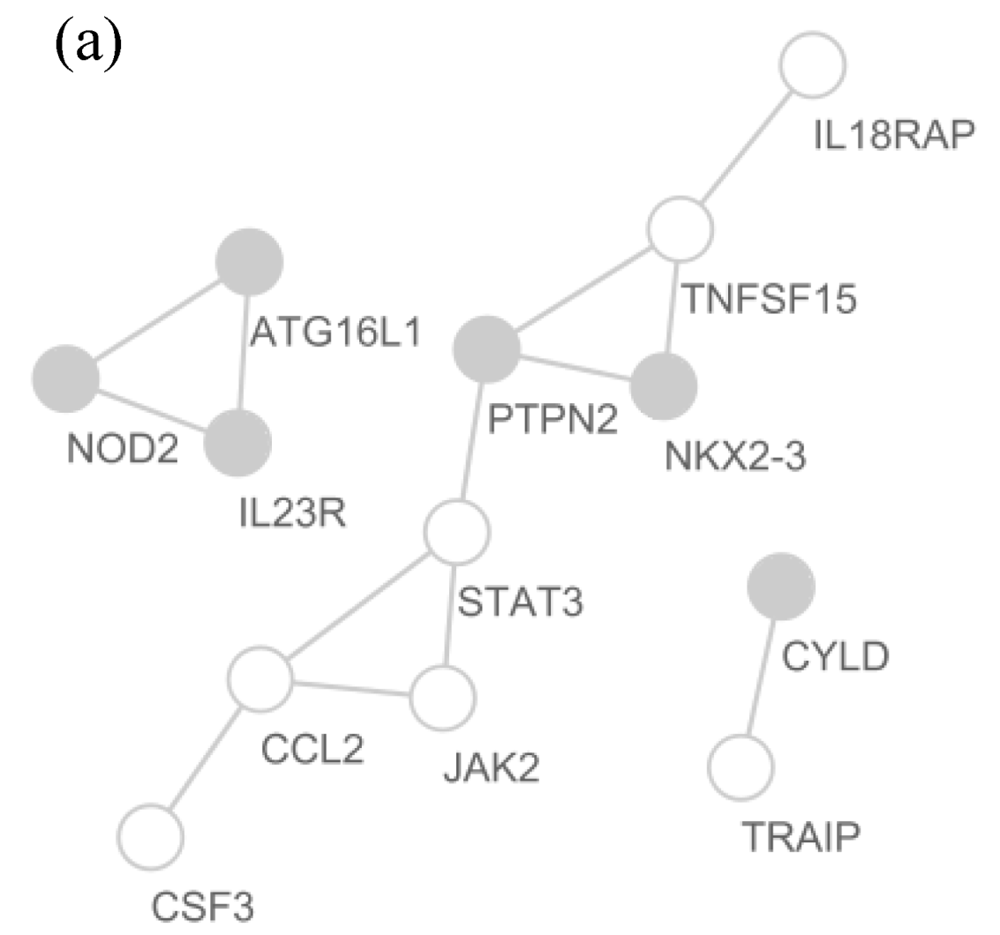 (a)
IL18RAP
TNFSF15
ATG16L1
PTPN2
NOD2
NKX2-3
IL23R
STAT3
CYLD
CCL2
JAK2
TRAIP
CSF3